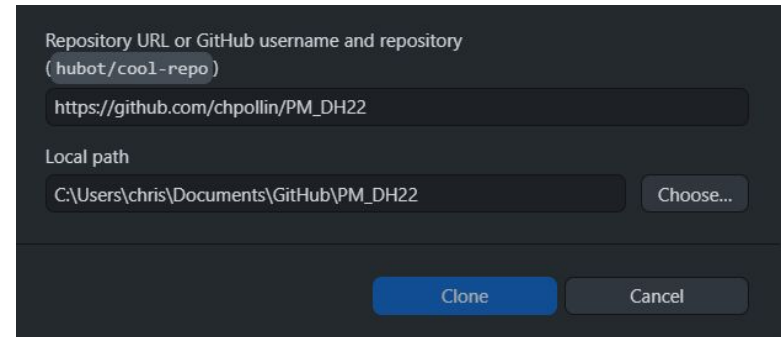 Repository URL or GitHub username and repository
(hubot/cool-repo)
https://github.com/chpollin/PM_DH22
Local path
C:\Users\chris\Documents\GitHub\PM_DH22
Choose...
Clone
Cancel